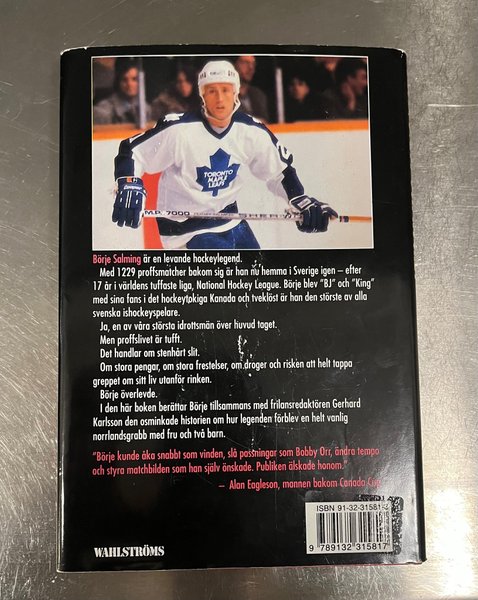 TORONTO
MAPLE
LEAFS
M.P. 7000
SHER-W
Börje Salming är en levande hockeylegend.
Med 1229 proffsmatcher bakom sig är han nu hemma i Sverige igen – efter
17 år i världens tuffaste liga, National Hockey League. Börje blev "BJ" och "King"
med sina fans i det hockeytokiga Kanada och tveklöst är han den störste av alla
svenska ishockeyspelare.
Ja, en av våra största idrottsmän över huvud taget.
Men proffslivet är tufft.
Det handlar om stenhårt slit.
Om stora pengar, om stora frestelser, om droger och risken att helt tappa
greppet om sitt liv utanför rinken.
Börje överlevde.
I den här boken berättar Börje tillsammans med frilansredaktören Gerhard
Karlsson den osminkade historien om hur legenden förblev en helt vanlig
norrlandsgrabb med fru och två barn.
"Börje kunde åka snabbt som vinden, slå passningar som Bobby Orr, ändra tempo
och styra matchbilden som han själv önskade. Publiken älskade honom."
– Alan Eagleson, mannen bakom Canada Cup
ISBN 91-32-31581-2
9 789132 315817
WAHLSTRÖMS